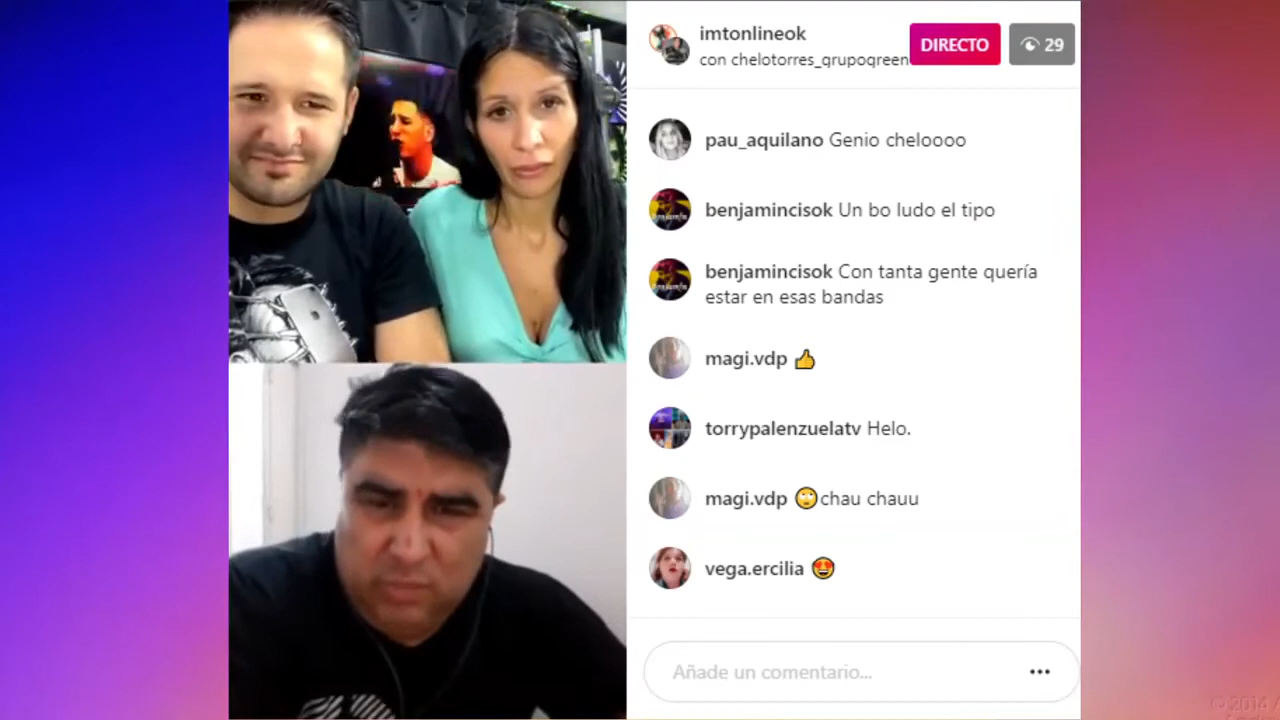 imtonlineok
con chelotorres_grupogreen
DIRECTO
29
pau_aquilano Genio cheloooo
benjamincisok Un bo ludo el tipo
benjamincisok Con tanta gente quería
estar en esas bandas
magi.vdp 👍
torrypalenzuelatv Helo.
magi.vdp 🙄chau chauu
vega.ercilia 🤩
Añade un comentario...
© 2014